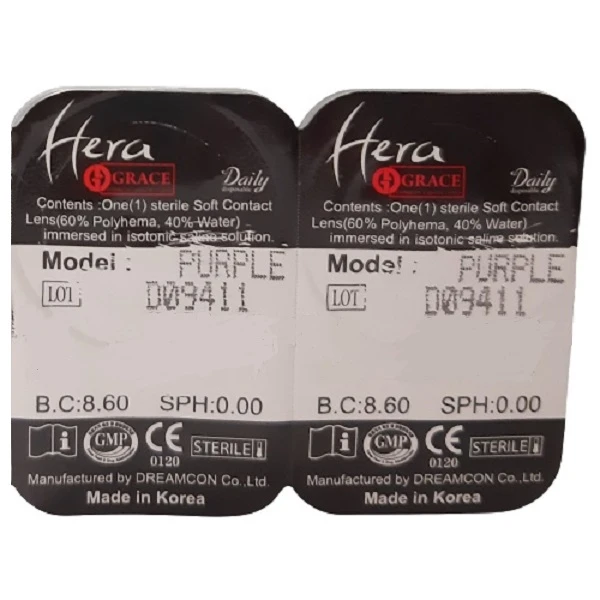 Hera
GRACE
Daily
Contents :One(1) sterile Soft Contact
Lens(60% Polyhema, 40% Water)
immersed in isotonic saline solution.
Model : PURPLE
LOT D09411
B.C:8.60 SPH:0.00
GMP CE 0120 STERILE
Manufactured by DREAMCON Co.,Ltd.
Made in Korea
Hera
GRACE
Daily
Contents :One(1) sterile Soft Contact
Lens(60% Polyhema, 40% Water)
immersed in isotonic saline solution.
Model : PURPLE
LOT D09411
B.C:8.60 SPH:0.00
GMP CE 0120 STERILE
Manufactured by DREAMCON Co.,Ltd.
Made in Korea